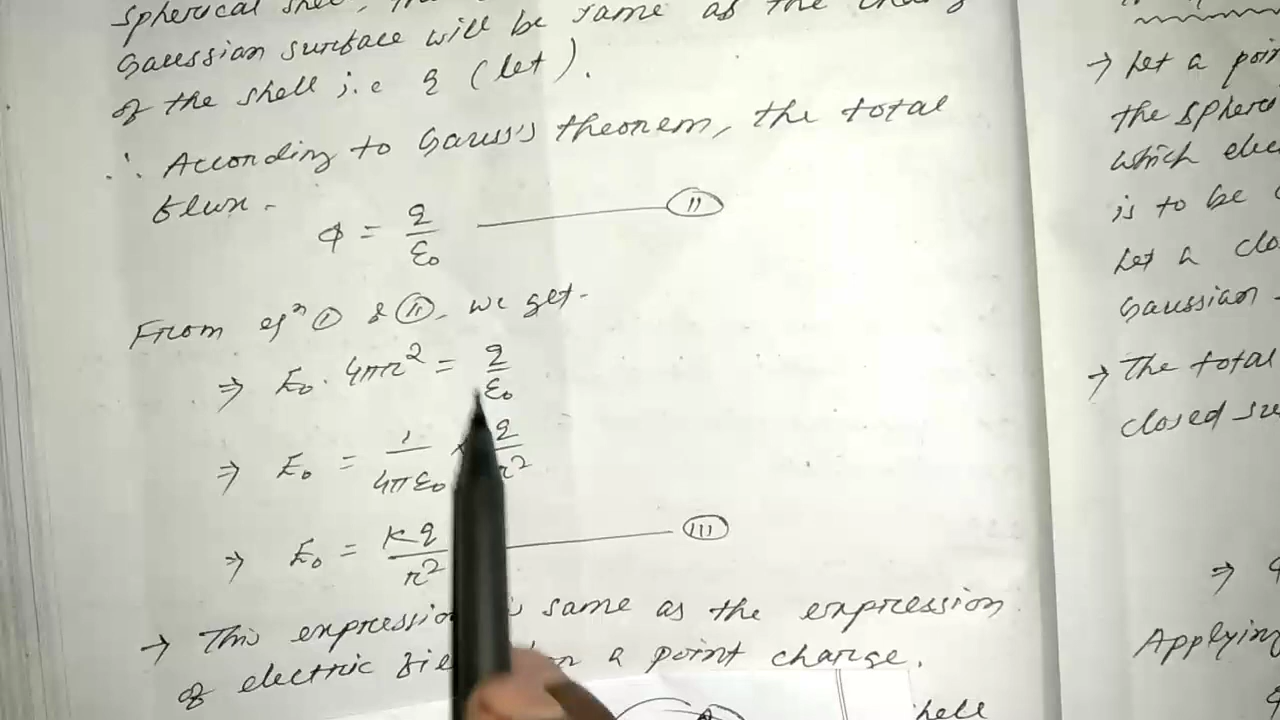 spherical
Gaussian surface will be same as the
of the shell i.e q (let).
∴ According to Gauss's theorem, the total
flux -
φ = q/ε₀ (II)
From eqⁿ (I) & (II), we get -
⇒ E₀ . 4πr² = q/ε₀
⇒ E₀ = 1/4πε₀ × q/r²
⇒ E₀ = Kq/r² (III)
→ This expression is same as the expression
of electric a point charge.
→ Let a
the
which
is to be
Let a
Gaussian
→ The total
closed
⇒
Applying